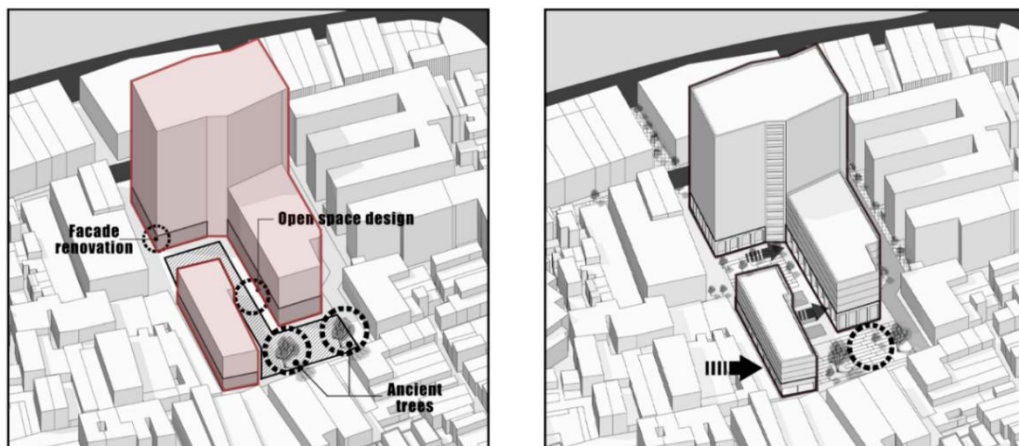 Open space design
Facade
renovation
Ancient
trees